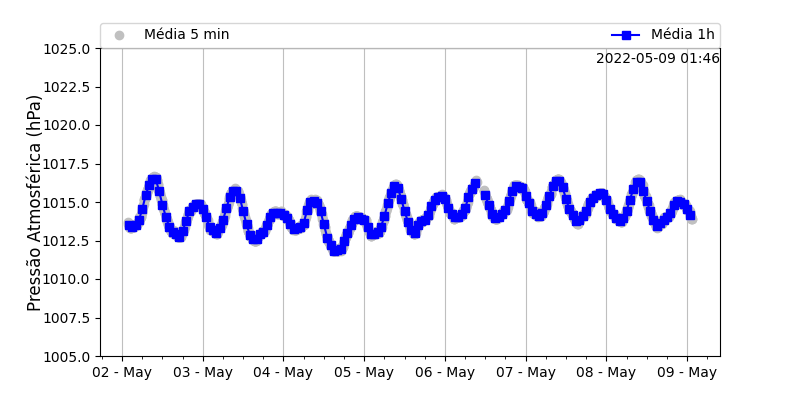 Média 5 min
Média 1h
2022-05-09 01:46
Pressão Atmosférica (hPa)
1025.0
1022.5
1020.0
1017.5
1015.0
1012.5
1010.0
1007.5
1005.0
02 - May
03 - May
04 - May
05 - May
06 - May
07 - May
08 - May
09 - May